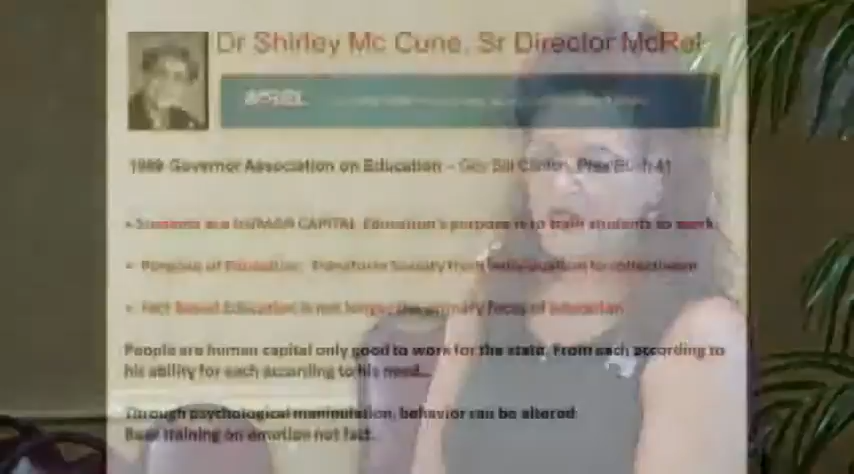 Dr Shirley Mc Cune, Sr Director McRel
McREL
1989 Governor Association on Education – Gov Bill Clinton, Pres Bush 41
• Students are HUMAN CAPITAL Education's purpose is to train students to work
• Purpose of Education: Transform Society from individualism to collectivism
• Fact Based Education is not longer the primary focus of education
People are human capital only good to work for the state. From each according to
his ability for each according to his need...
Through psychological manipulation, behavior can be altered
Base training on emotion not fact.